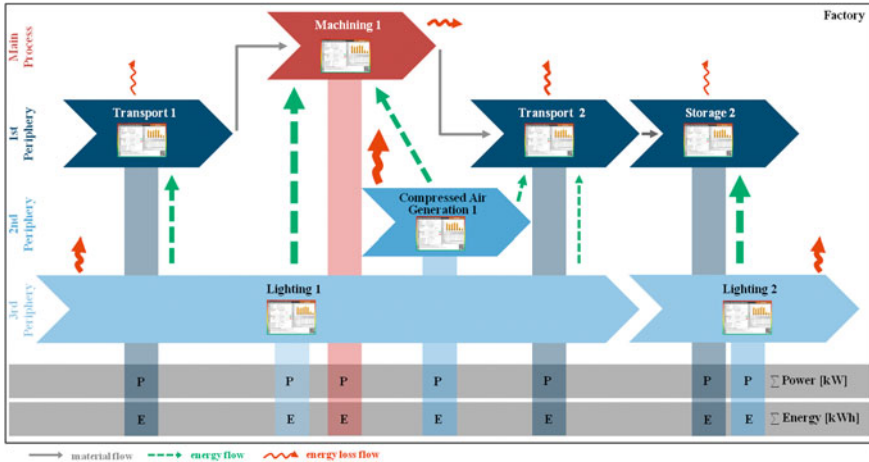 Factory
Main
Process
Machining 1
1st
Periphery
Transport 1
Transport 2
Storage 2
2nd
Periphery
Compressed Air
Generation 1
3rd
Periphery
Lighting 1
Lighting 2
P P P P P P P ∑ Power [kW]
E E E E E E E ∑ Energy [kWh]
material flow energy flow energy loss flow